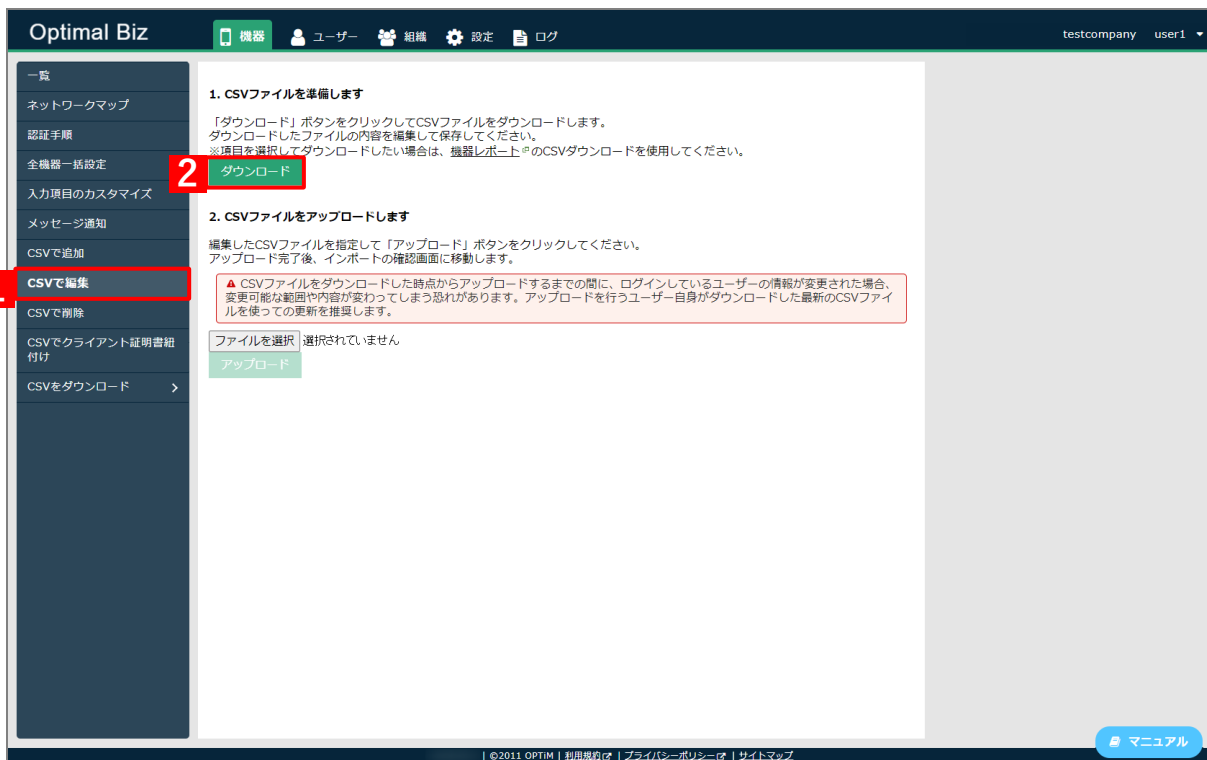 Optimal Biz
機器 ユーザー 組織 設定 ログ
testcompany user1
一覧
ネットワークマップ
認証手順
全機器一括設定
入力項目のカスタマイズ
メッセージ通知
CSVで追加
CSVで編集
CSVで削除
CSVでクライアント証明書紐
付け
CSVをダウンロード
1. CSVファイルを準備します
「ダウンロード」ボタンをクリックしてCSVファイルをダウンロードします。
ダウンロードしたファイルの内容を編集して保存してください。
※項目を選択してダウンロードしたい場合は、機器レポートのCSVダウンロードを使用してください。
2
ダウンロード
2. CSVファイルをアップロードします
編集したCSVファイルを指定して「アップロード」ボタンをクリックしてください。
アップロード完了後、インポートの確認画面に移動します。
CSVファイルをダウンロードした時点からアップロードするまでの間に、ログインしているユーザーの情報が変更された場合、
変更可能な範囲や内容が変わってしまう恐れがあります。アップロードを行うユーザー自身がダウンロードした最新のCSVファイ
ルを使っての更新を推奨します。
ファイルを選択 選択されていません
アップロード
マニュアル
| ©2011 OPTiM | 利用規約 | プライバシーポリシー | サイトマップ